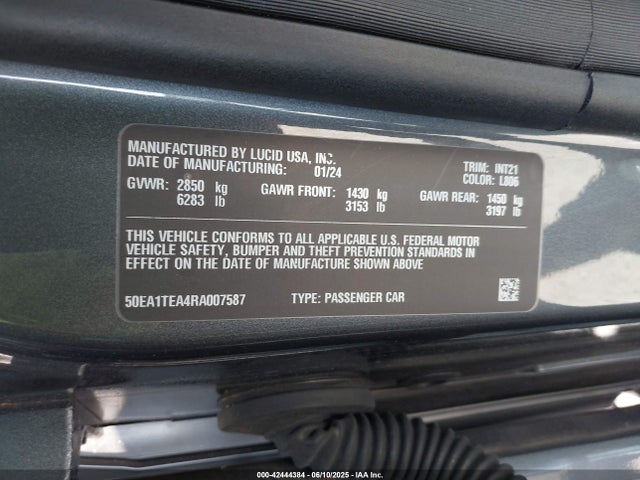 MANUFACTURED BY LUCID USA, INC.
DATE OF MANUFACTURING: 01/24
TRIM: INT21
COLOR: L806
GVWR: 2850 kg GAWR FRONT: 1430 kg GAWR REAR: 1450 kg
6283 lb 3153 lb 3197 lb
THIS VEHICLE CONFORMS TO ALL APPLICABLE U.S. FEDERAL MOTOR
VEHICLE SAFETY, BUMPER AND THEFT PREVENTION STANDARDS IN
EFFECT ON THE DATE OF MANUFACTURE SHOWN ABOVE
50EA1TEA4RA007587 TYPE: PASSENGER CAR
000-42444384 - 06/10/2025 - IAA Inc.